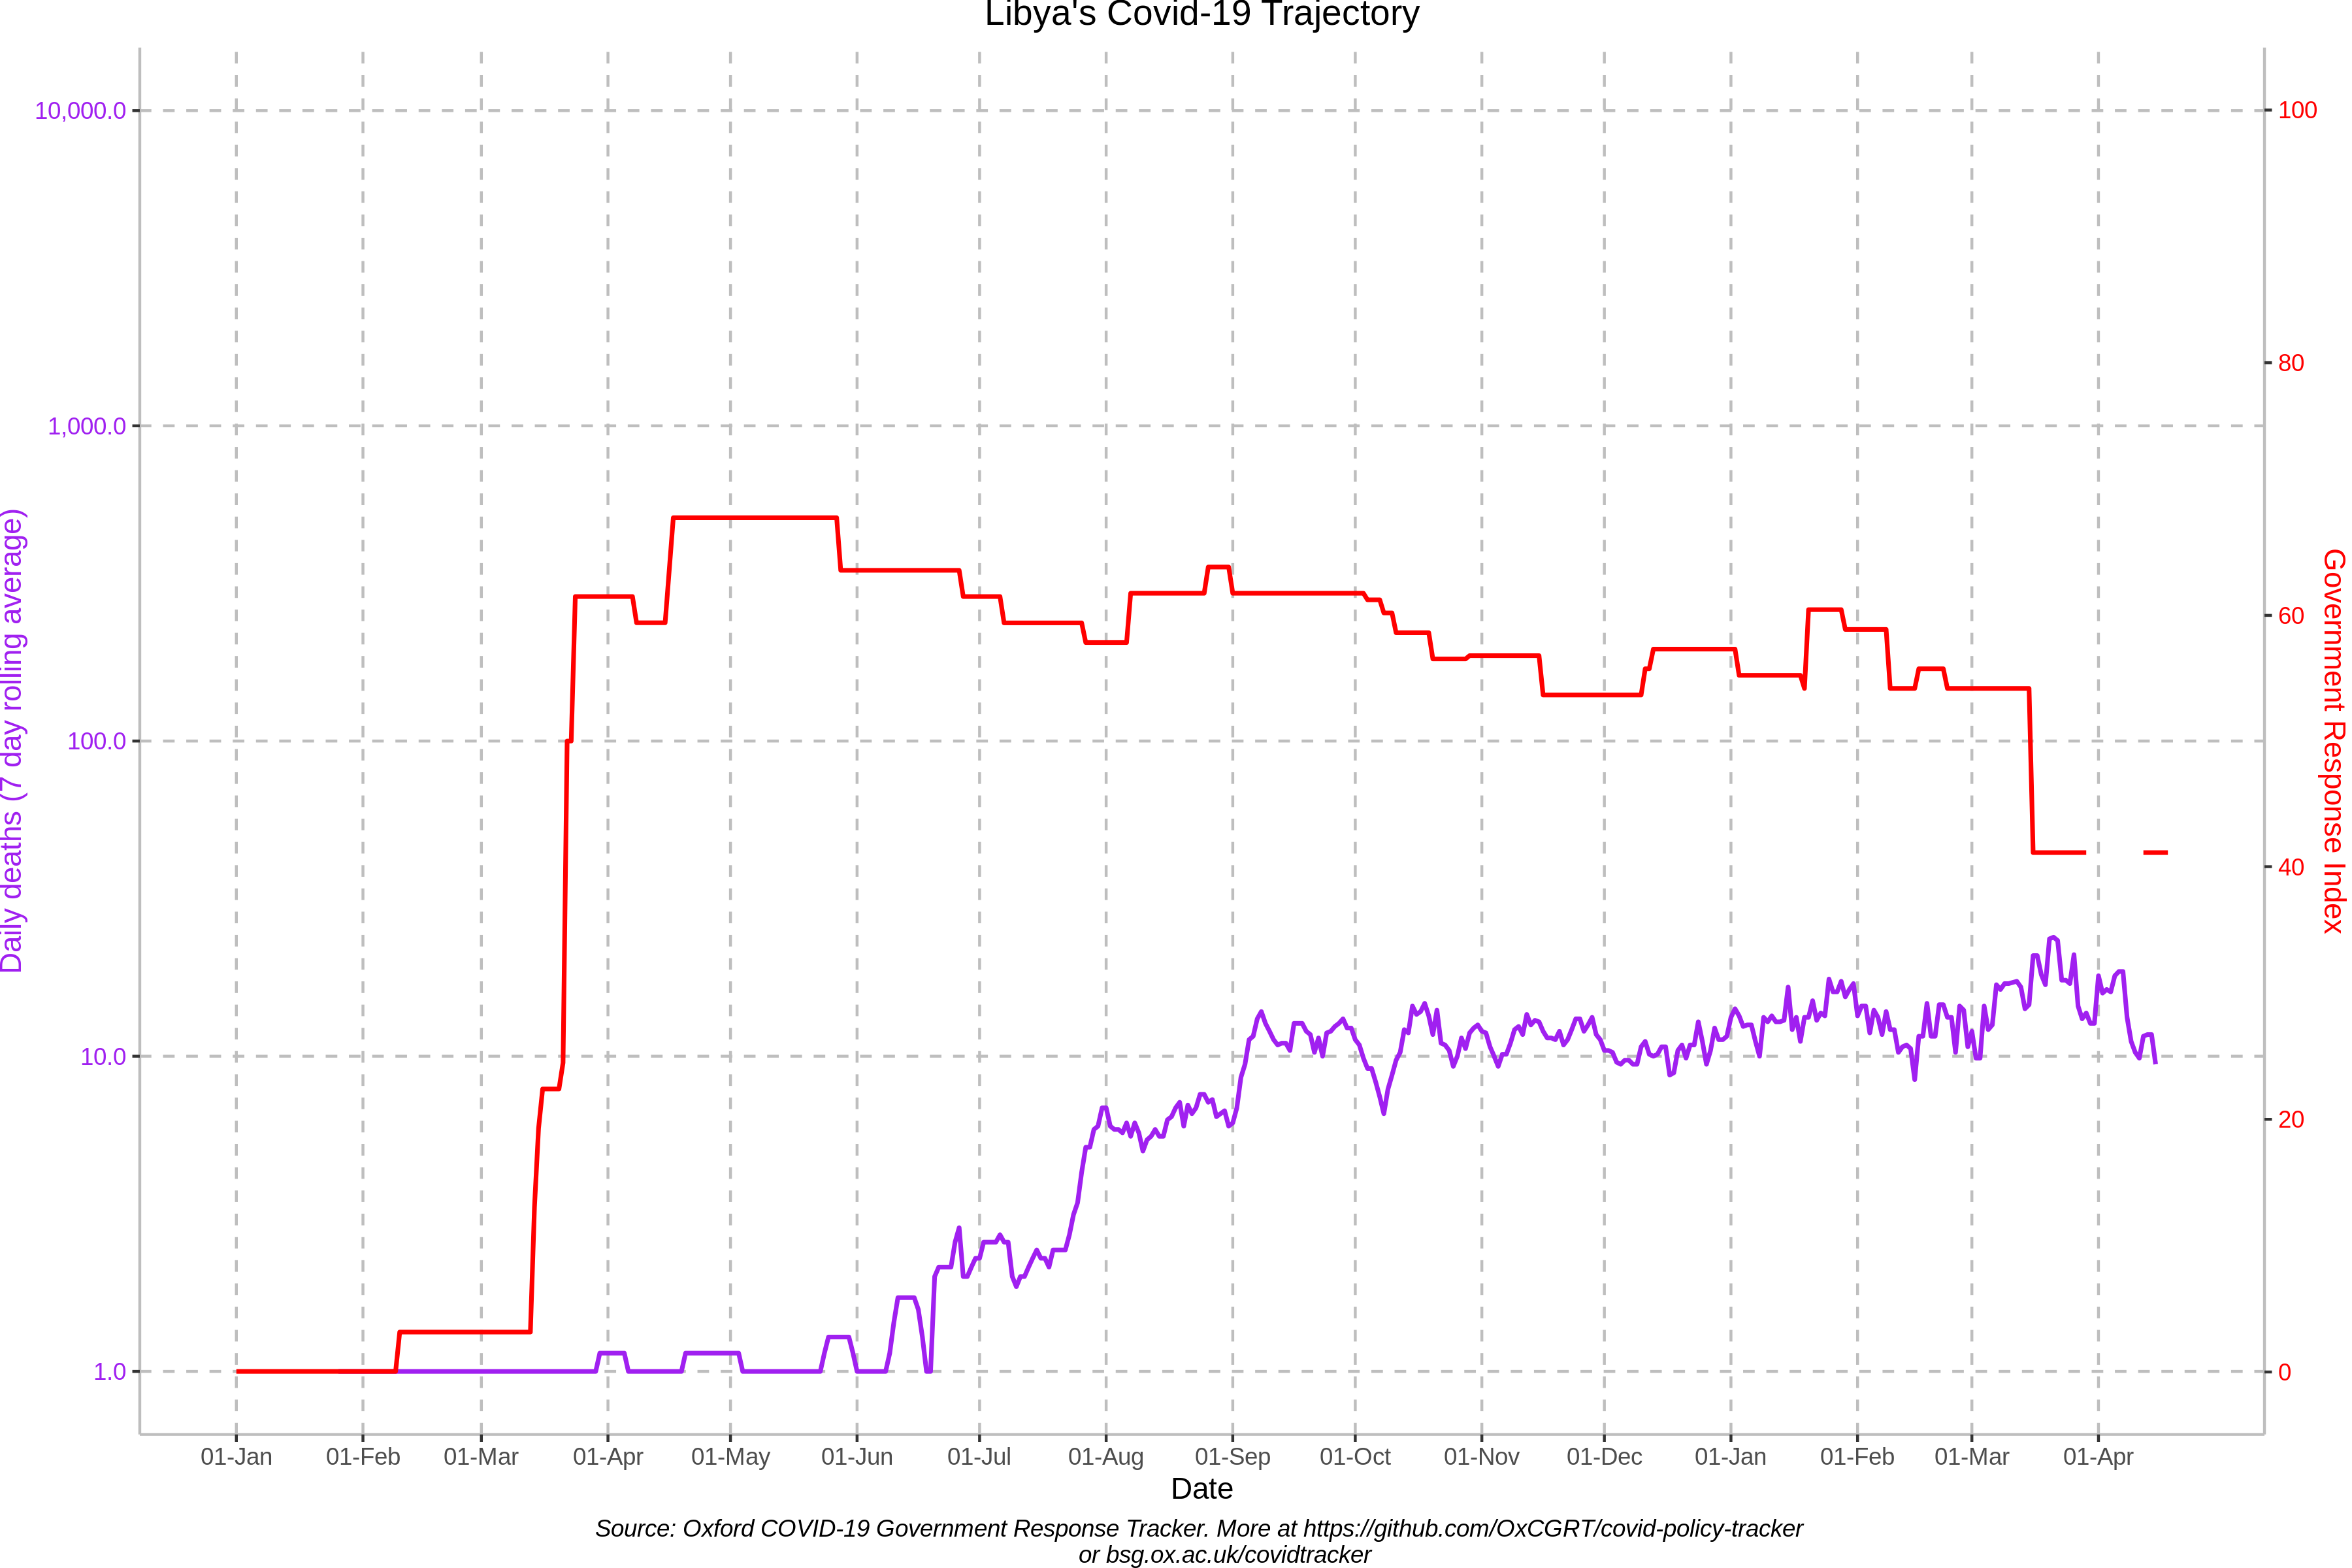 Libya's Covid-19 Trajectory
10,000.0
1,000.0
100.0
10.0
1.0
Daily deaths (7 day rolling average)
100
80
60
40
20
0
Government Response Index
01-Jan 01-Feb 01-Mar 01-Apr 01-May 01-Jun 01-Jul 01-Aug 01-Sep 01-Oct 01-Nov 01-Dec 01-Jan 01-Feb 01-Mar 01-Apr
Date
Source: Oxford COVID-19 Government Response Tracker. More at https://github.com/OxCGRT/covid-policy-tracker
or bsg.ox.ac.uk/covidtracker